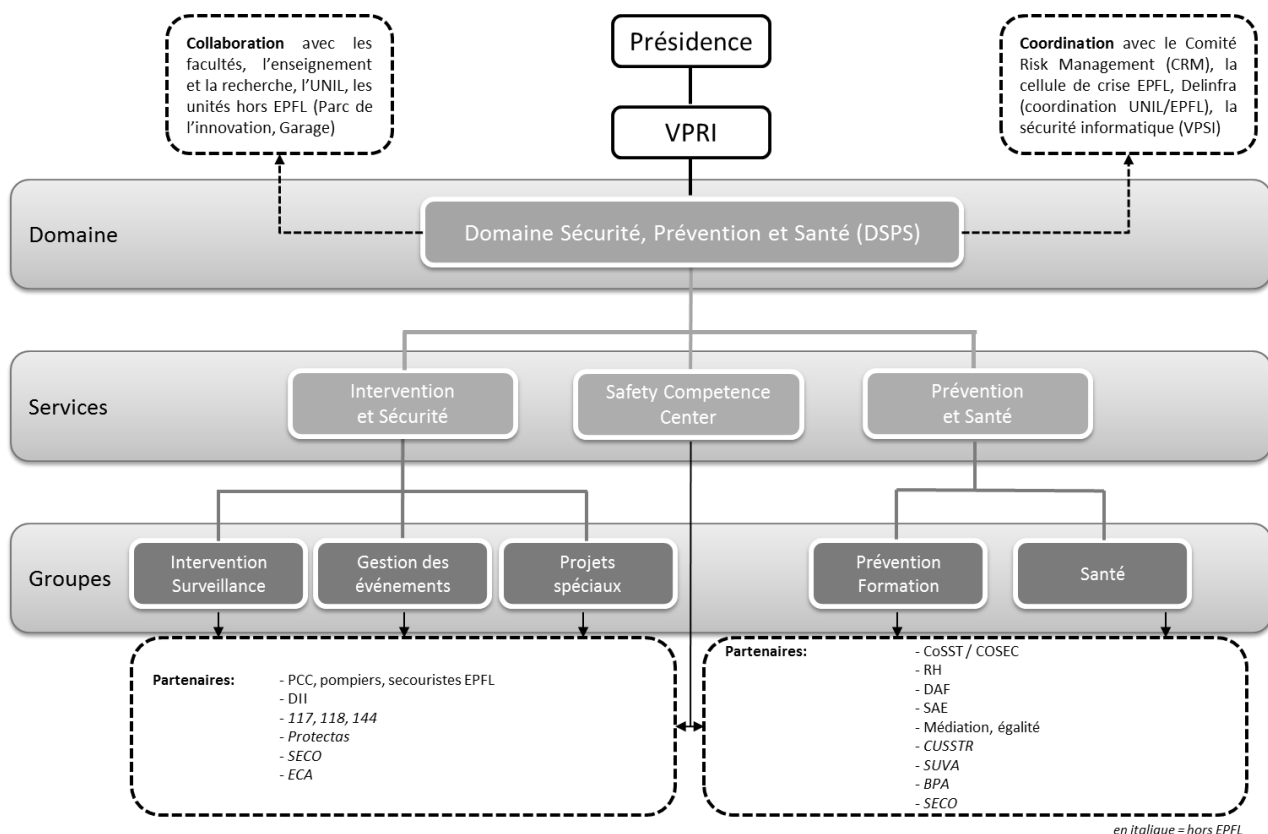 Collaboration avec les
facultés, l'enseignement
et la recherche, l'UNIL, les
unités hors EPFL (Parc de
l'innovation, Garage)
Présidence
VPRI
Coordination avec le Comité
Risk Management (CRM), la
cellule de crise EPFL, Delinfra
(coordination UNIL/EPFL), la
sécurité informatique (VPSI)
Domaine
Domaine Sécurité, Prévention et Santé (DSPS)
Services
Intervention
et Sécurité
Safety Competence
Center
Prévention
et Santé
Groupes
Intervention
Surveillance
Gestion des
événements
Projets
spéciaux
Prévention
Formation
Santé
Partenaires:
- PCC, pompiers, secouristes EPFL
- DII
- 117, 118, 144
- Protectas
- SECO
- ECA
Partenaires:
- CoSST / COSEC
- RH
- DAF
- SAE
- Médiation, égalité
- CUSSTR
- SUVA
- BPA
- SECO
en italique = hors EPFL